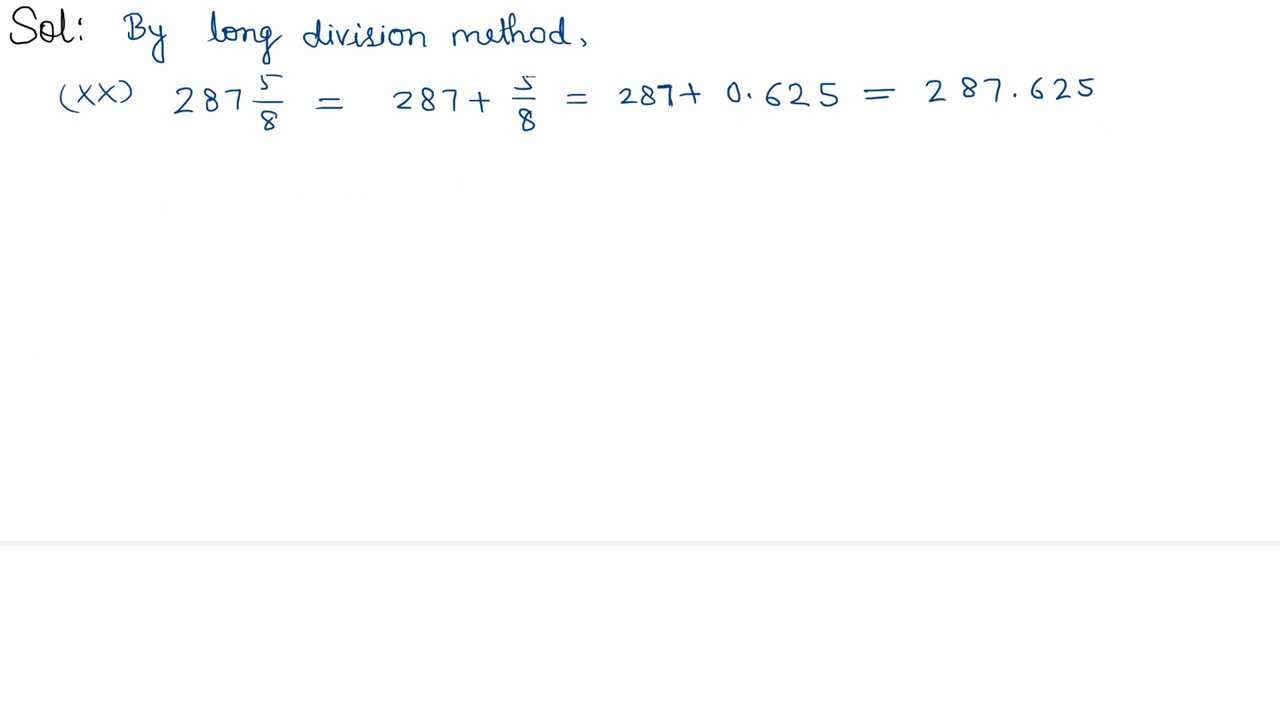 Sol: By long division method,
(XX) 287 5/8 = 287 + 5/8 = 287 + 0.625 = 287.625